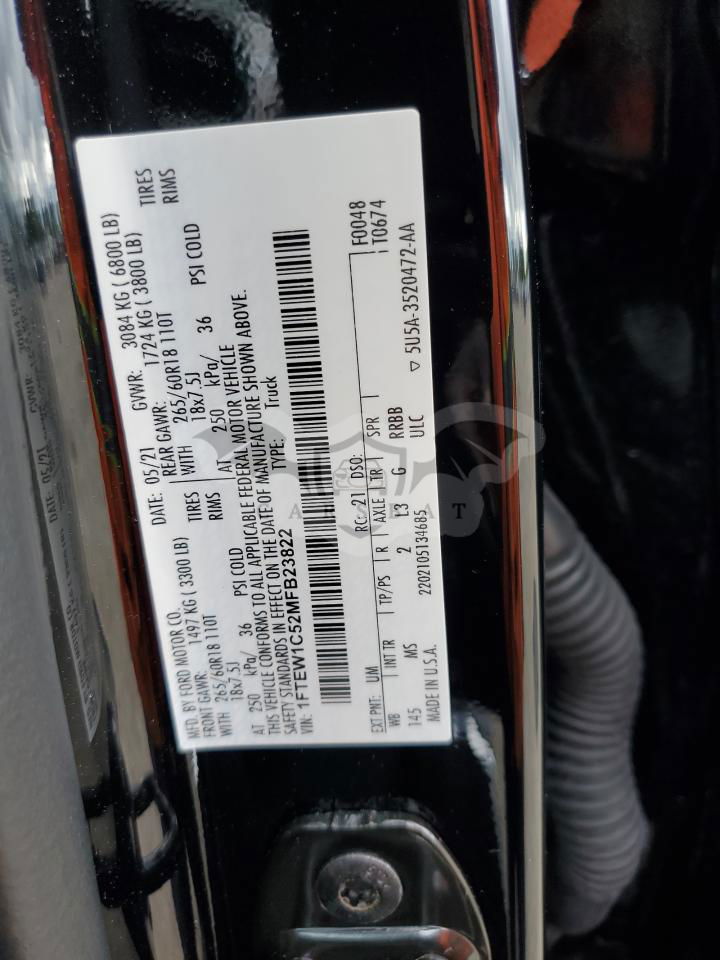 MFD. BY FORD MOTOR CO. DATE: 05/21 GVWR: 3084 KG ( 6800 LB)
FRONT GAWR: 1497 KG ( 3300 LB) REAR GAWR: 1724 KG ( 3800 LB)
WITH 265/60R18 110T TIRES WITH 265/60R18 110T TIRES
18x7.5J RIMS 18x7.5J RIMS
AT 250 kPa/ 36 PSI COLD AT 250 kPa/ 36 PSI COLD
THIS VEHICLE CONFORMS TO ALL APPLICABLE FEDERAL MOTOR VEHICLE
SAFETY STANDARDS IN EFFECT ON THE DATE OF MANUFACTURE SHOWN ABOVE.
VIN: 1FTEW1C52MFB23822 TYPE: Truck
EXT PNT: UM RC: 21 DSO: F0048
WB INT TR TP/PS R AXLE TR SPR T0674
145 MS 2 L3 G RRBB
MADE IN U.S.A. 2202105134685 ULC ▽ 5U5A-3520472-AA